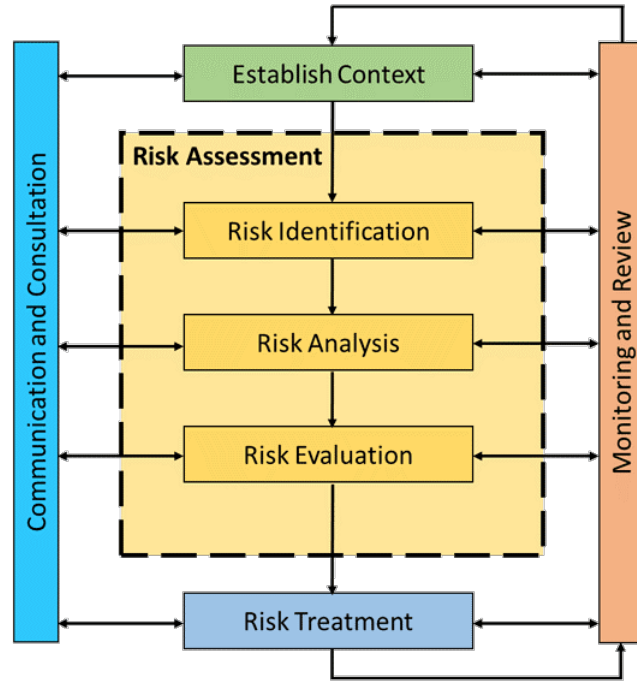 Establish Context
Risk Assessment
Risk Identification
Risk Analysis
Risk Evaluation
Risk Treatment
Communication and Consultation
Monitoring and Review